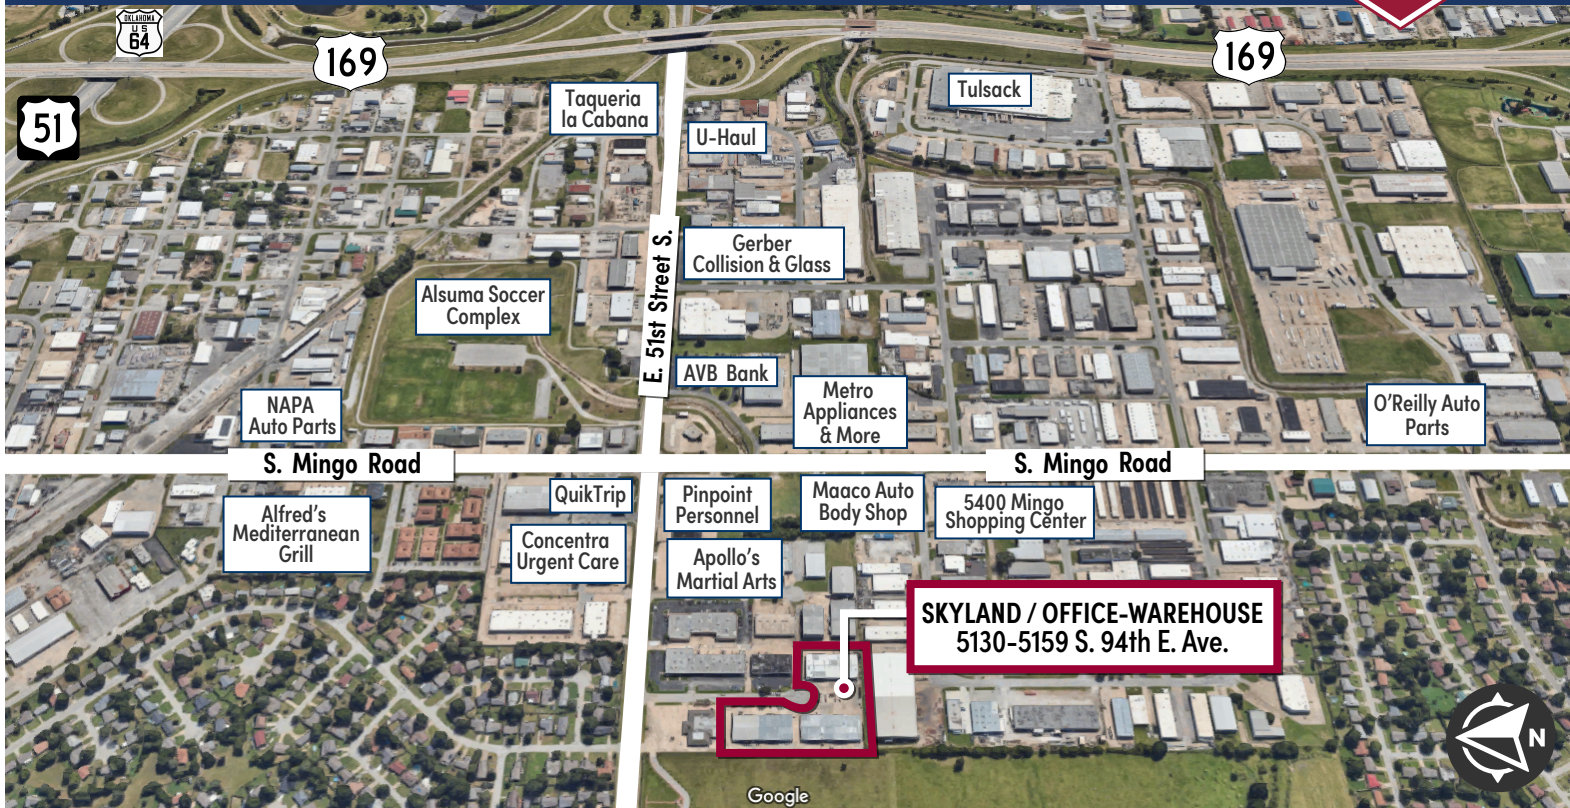 OKLAHOMA
U S
64
169
169
51
Taqueria
la Cabana
U-Haul
Tulsack
E. 51st Street S.
Gerber
Collision & Glass
Alsuma Soccer
Complex
AVB Bank
Metro
Appliances
& More
NAPA
Auto Parts
O'Reilly Auto
Parts
S. Mingo Road
S. Mingo Road
Alfred's
Mediterranean
Grill
QuikTrip
Concentra
Urgent Care
Pinpoint
Personnel
Maaco Auto
Body Shop
5400 Mingo
Shopping Center
Apollo's
Martial Arts
SKYLAND / OFFICE-WAREHOUSE
5130-5159 S. 94th E. Ave.
N
Google